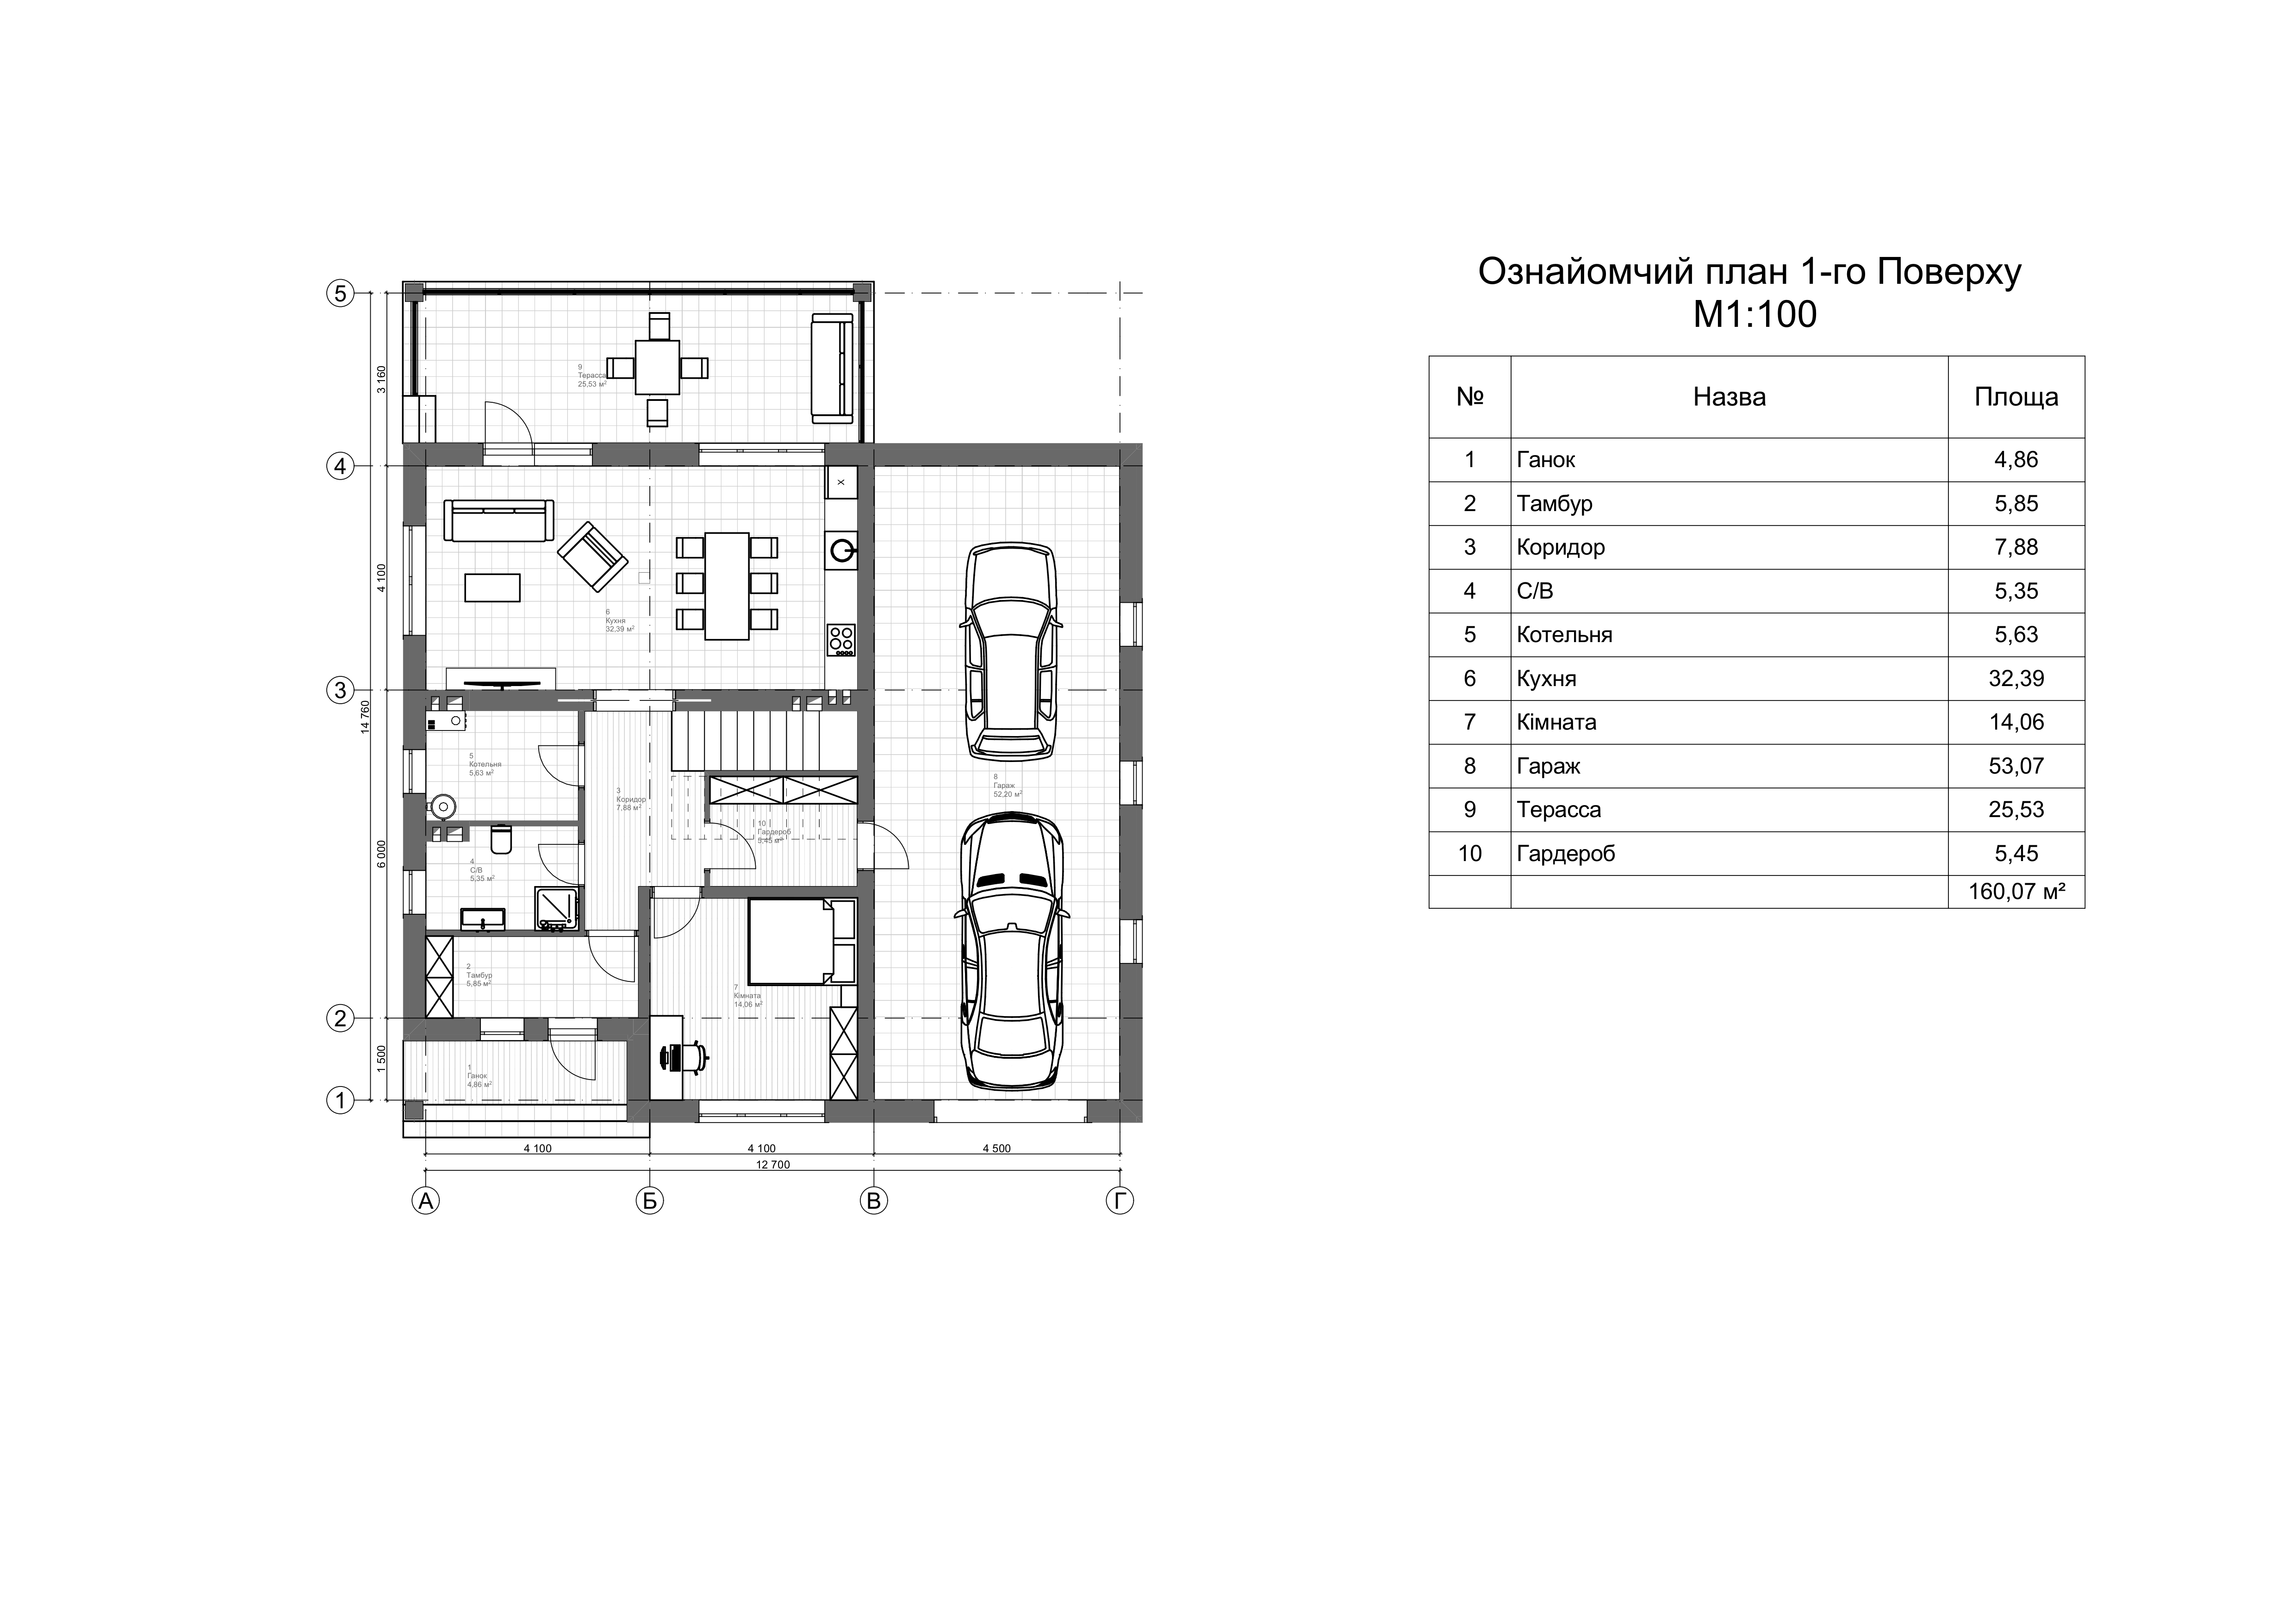 Ознайомчий план 1-го Поверху
М1:100
№ Назва Площа
1 Ганок 4,86
2 Тамбур 5,85
3 Коридор 7,88
4 С/В 5,35
5 Котельня 5,63
6 Кухня 32,39
7 Кімната 14,06
8 Гараж 53,07
9 Терасса 25,53
10 Гардероб 5,45
160,07 м²
5
4
3
2
1
3 160
4 100
14 760
6 000
1 500
9
Терасса
25,53 м²
X
6
Кухня
32,39 м²
5
Котельня
5,63 м²
3
Коридор
7,88 м²
8
Гараж
52,20 м²
10
Гардероб
5,45 м²
4
С/В
5,35 м²
2
Тамбур
5,85 м²
7
Кімната
14,06 м²
1
Ганок
4,86 м²
4 100
4 100
4 500
12 700
А
Б
В
Г